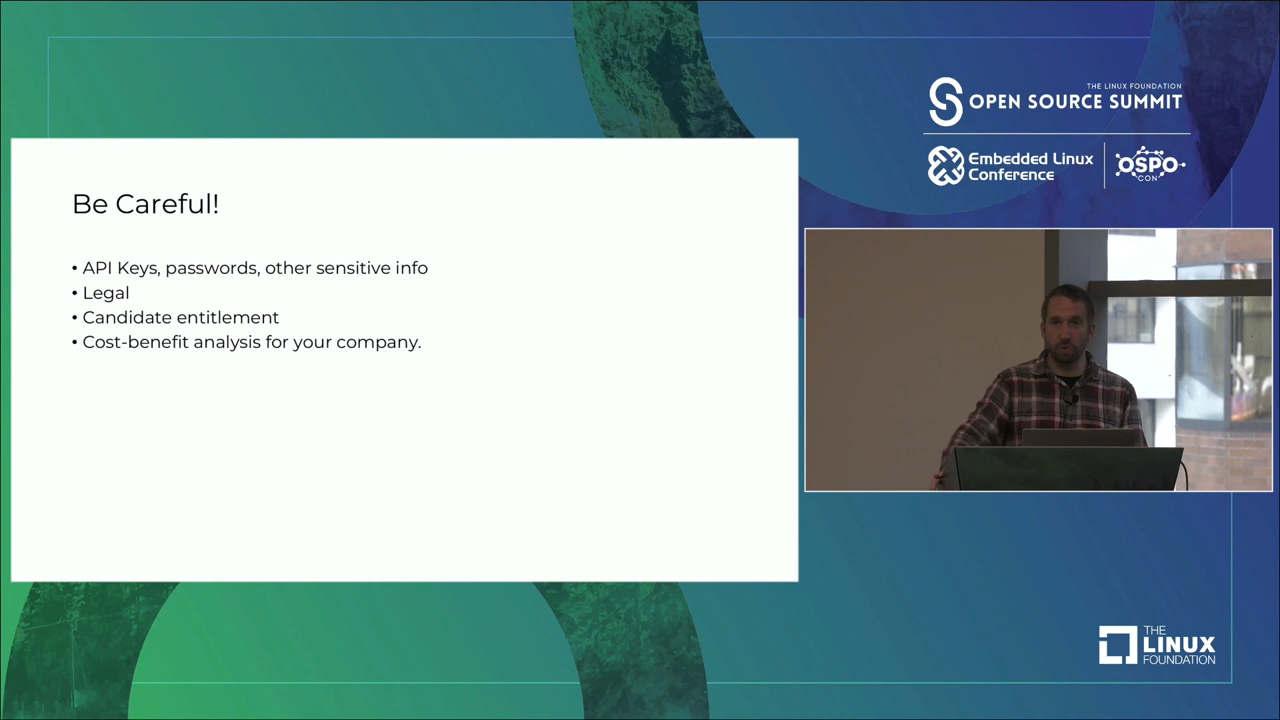 THE LINUX FOUNDATION
OPEN SOURCE SUMMIT
Embedded Linux
Conference
OSPO
CON
Be Careful!
• API Keys, passwords, other sensitive info
• Legal
• Candidate entitlement
• Cost-benefit analysis for your company.
THE
LINUX
FOUNDATION